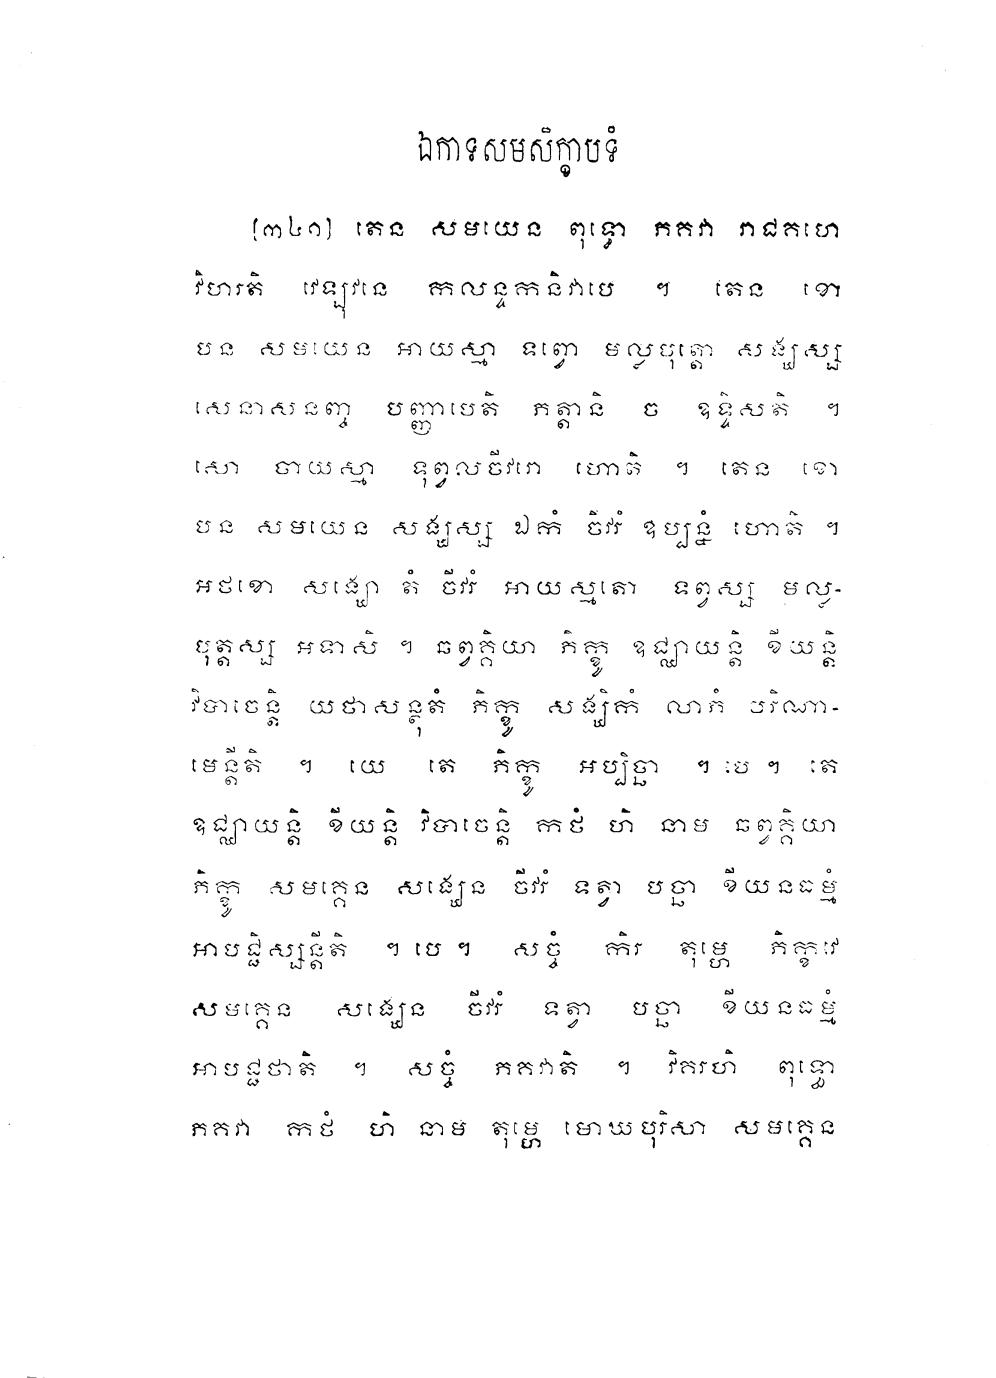 ឯកាទសមសិក្ខាបទំ
[៣៤១] តេន សមយេន ពុទ្ធោ ភគវា រាជគហេ
វិហរតិ វេឡុវនេ កលន្ទកនិវាបេ ។ តេន ខោ
បន សមយេន អាយស្មា ទព្វោ មល្លបុត្តោ សង្ឃស្ស
សេនាសនញ្ច បញ្ញាបេតិ ភត្តានិ ច ឧទ្ទិសតិ ។
សោ ចាយស្មា ទុព្វលចីវរោ ហោតិ ។ តេន ខោ
បន សមយេន សង្ឃស្ស ឯកំ ចីវរំ ឧប្បន្នំ ហោតិ ។
អថខោ សង្ឃោ តំ ចីវរំ អាយស្មតោ ទព្វស្ស មល្ល-
បុត្តស្ស អទាសិ ។ ឆព្វគ្គិយា ភិក្ខូ ឧជ្ឈាយន្តិ ខីយន្តិ
វិបាចេន្តិ យថាសន្ថុតំ ភិក្ខូ សង្ឃិកំ លាភំ បរិណា-
មេន្តីតិ ។ យេ តេ ភិក្ខូ អប្បិច្ឆា ។ បេ ។ តេ
ឧជ្ឈាយន្តិ ខីយន្តិ វិបាចេន្តិ កថំ ហិ នាម ឆព្វគ្គិយា
ភិក្ខូ សមគ្គេន សង្ឃេន ចីវរំ ទត្វា បច្ឆា ខីយនធម្មំ
អាបជ្ជិស្សន្តីតិ ។ បេ ។ សច្ចំ កិរ តុម្ហេ ភិក្ខវេ
សមគ្គេន សង្ឃេន ចីវរំ ទត្វា បច្ឆា ខីយនធម្មំ
អាបជ្ជថាតិ ។ សច្ចំ ភគវាតិ ។ វិគរហិ ពុទ្ធោ
ភគវា កថំ ហិ នាម តុម្ហេ មោឃបុរិសា សមគ្គេន